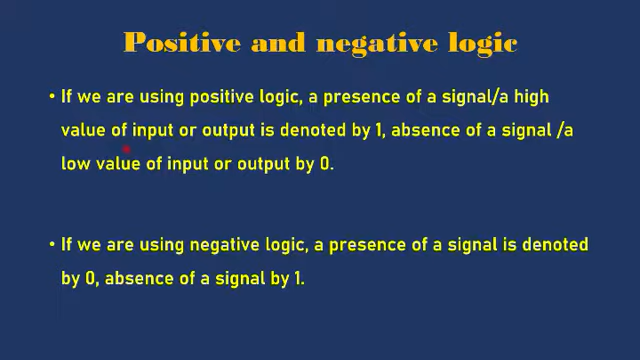 Positive and negative logic
• If we are using positive logic, a presence of a signal/a high
value of input or output is denoted by 1, absence of a signal /a
low value of input or output by 0.
• If we are using negative logic, a presence of a signal is denoted
by 0, absence of a signal by 1.